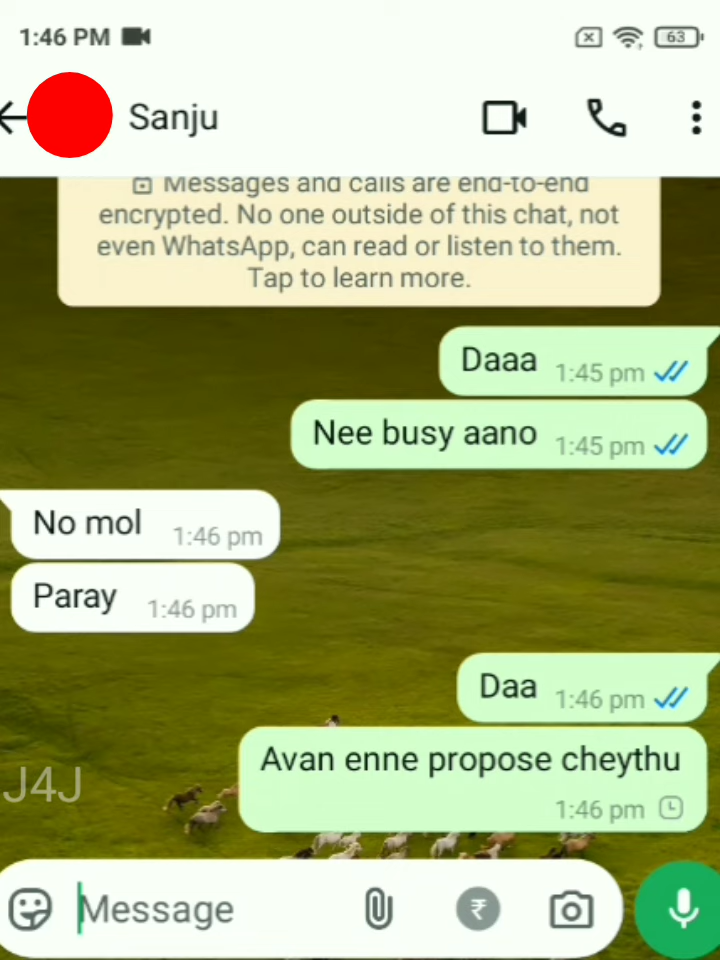 1:46 PM
63
Sanju
Messages and calls are end-to-end
encrypted. No one outside of this chat, not
even WhatsApp, can read or listen to them.
Tap to learn more.
Daaa 1:45 pm
Nee busy aano 1:45 pm
No mol 1:46 pm
Paray 1:46 pm
Daa 1:46 pm
Avan enne propose cheythu
1:46 pm
J4J
Message
₹